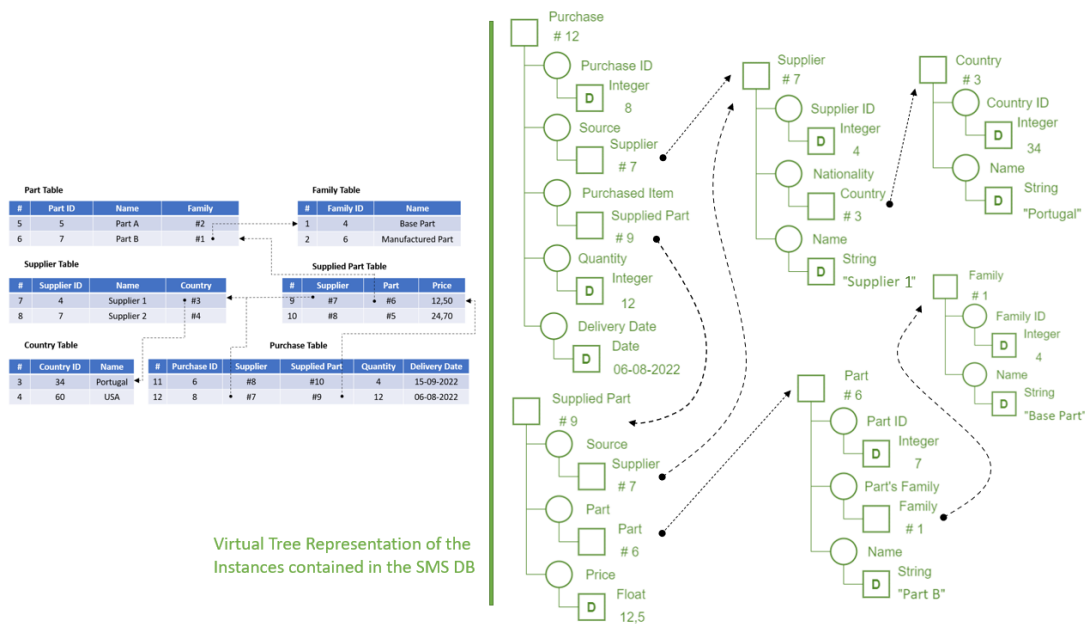 Part Table
# Part ID Name Family
5 5 Part A #2
6 7 Part B #1
Family Table
# Family ID Name
1 4 Base Part
2 6 Manufactured Part
Supplier Table
# Supplier ID Name Country
7 4 Supplier 1 #3
8 7 Supplier 2 #4
Supplied Part Table
# Supplier Part Price
9 #7 #6 12,50
10 #8 #5 24,70
Country Table
# Country ID Name
3 34 Portugal
4 60 USA
Purchase Table
# Purchase ID Supplier Supplied Part Quantity Delivery Date
11 6 #8 #10 4 15-09-2022
12 8 #7 #9 12 06-08-2022
Virtual Tree Representation of the
Instances contained in the SMS DB
Purchase
# 12
Purchase ID
Integer
D
8
Source
Supplier
# 7
Purchased Item
Supplied Part
# 9
Quantity
Integer
D
12
Delivery Date
Date
D
06-08-2022
Supplied Part
# 9
Source
Supplier
# 7
Part
Part
# 6
Price
Float
D
12,5
Supplier
# 7
Supplier ID
Integer
D
4
Nationality
Country
# 3
Name
String
D
"Supplier 1"
Country
# 3
Country ID
Integer
D
34
Name
String
D
"Portugal"
Family
# 1
Family ID
Integer
D
4
Name
String
D
"Base Part"
Part
# 6
Part ID
Integer
D
7
Part's Family
Family
# 1
Name
String
D
"Part B"